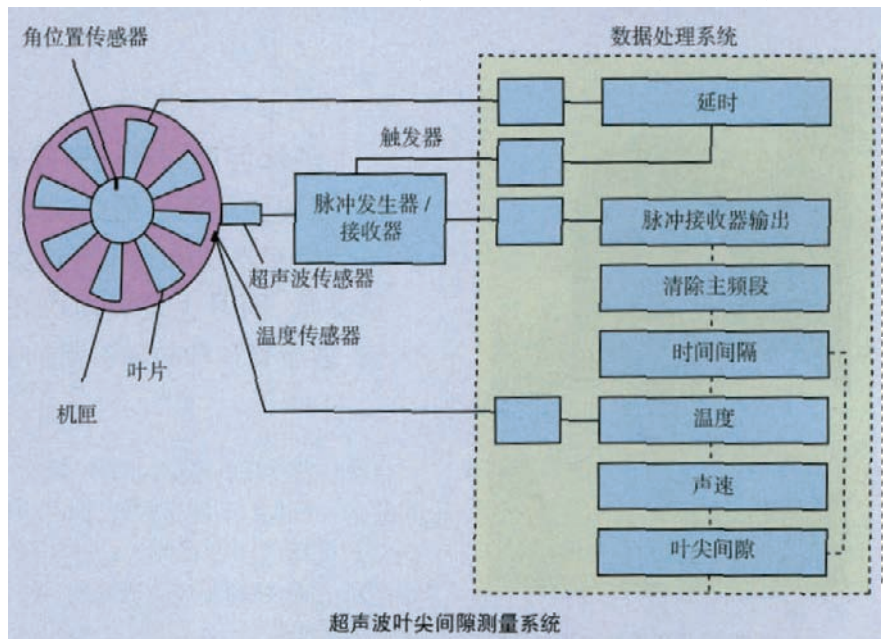 角位置传感器
数据处理系统
延时
触发器
脉冲发生器 /
接收器
脉冲接收器输出
超声波传感器
清除主频段
温度传感器
时间间隔
叶片
机匣
温度
声速
叶尖间隙
超声波叶尖间隙测量系统